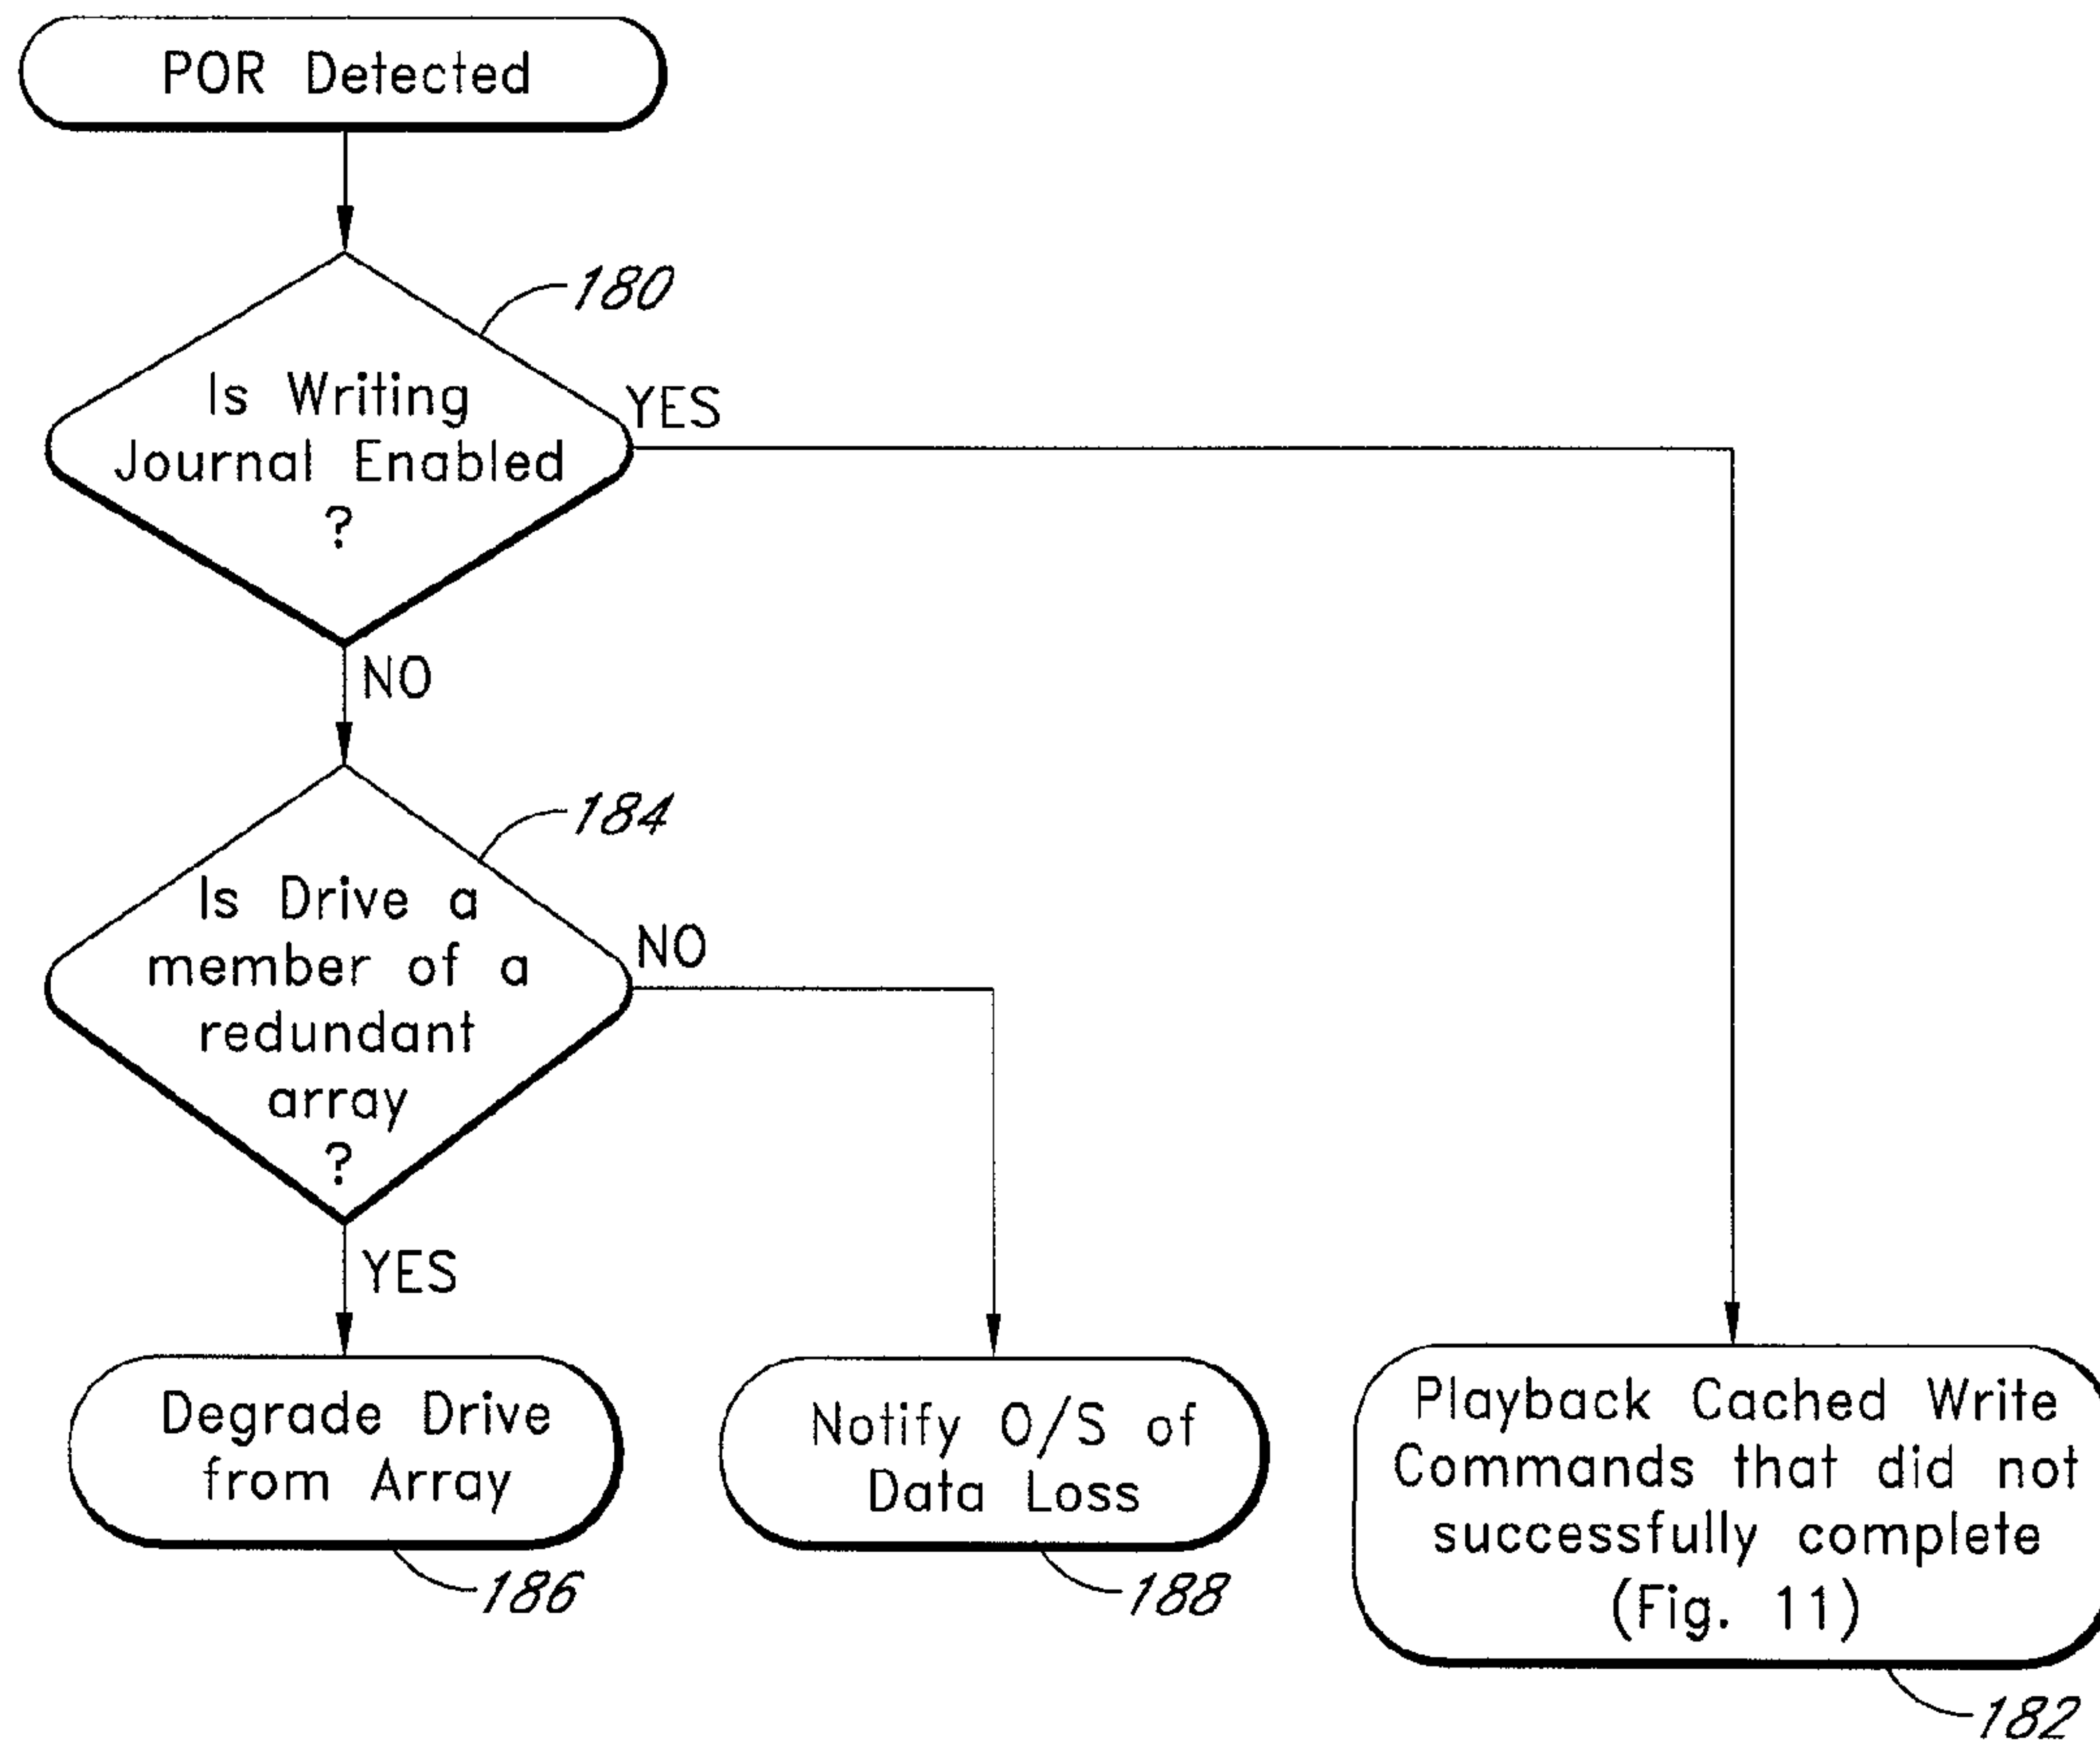 POR Detected
180
Is Writing
Journal Enabled
?
YES
NO
184
Is Drive a
member of a
redundant
array
?
NO
YES
Degrade Drive
from Array
186
Notify O/S of
Data Loss
188
Playback Cached Write
Commands that did not
successfully complete
(Fig. 11)
182